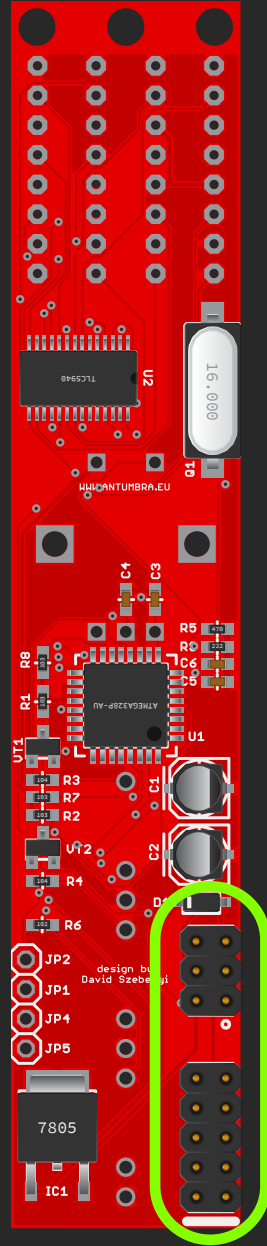 TLC5940
U2
16.000
Q1
WWW.ANTUMBRA.EU
C4
C3
R5
470
222
C6
C5
R8
R1
ATMEGA328P-AU
U1
VT1
R3
104
R7
103
R2
103
VT2
R4
104
R6
102
C1
C2
JP2
JP1
JP4
JP5
design by
David Szebenyi
7805
IC1